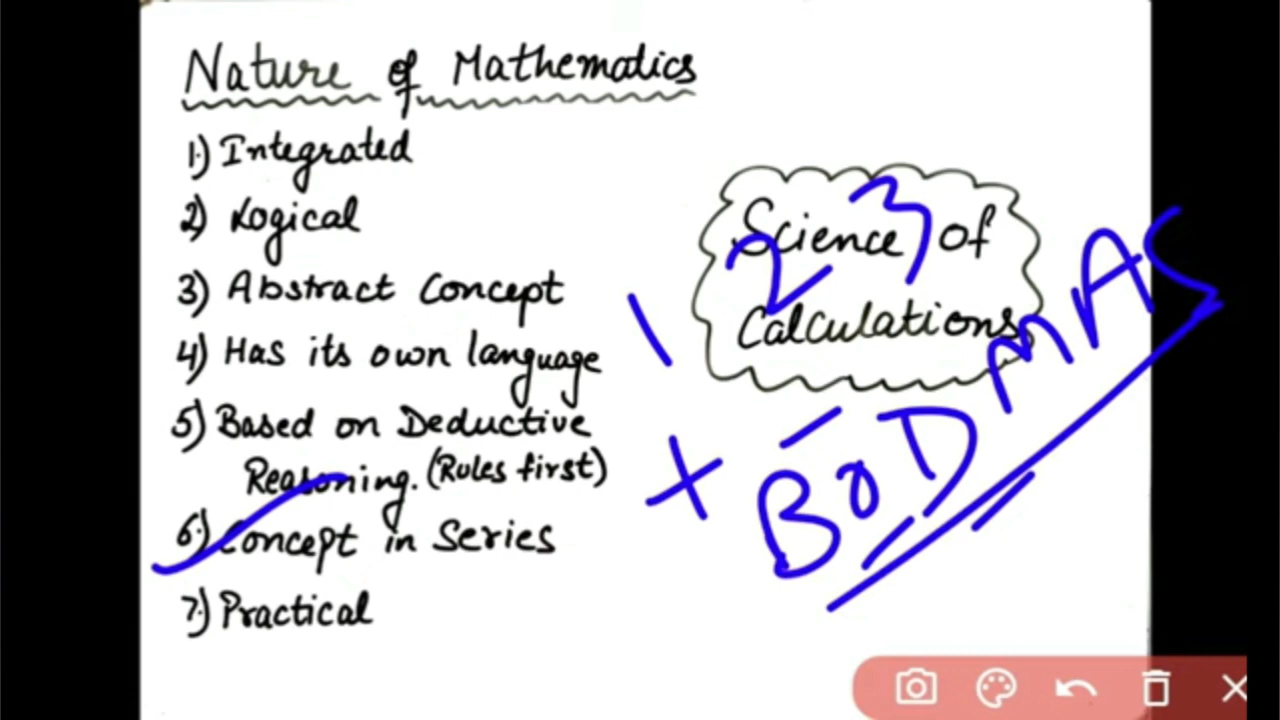 Nature of Mathematics
1.) Integrated
2) Logical
3) Abstract Concept
4) Has its own language
5) Based on Deductive
Reasoning. (Rules first)
6.) Concept in Series
7.) Practical
Science of
Calculations
1 2 3
+ -
BODMAS